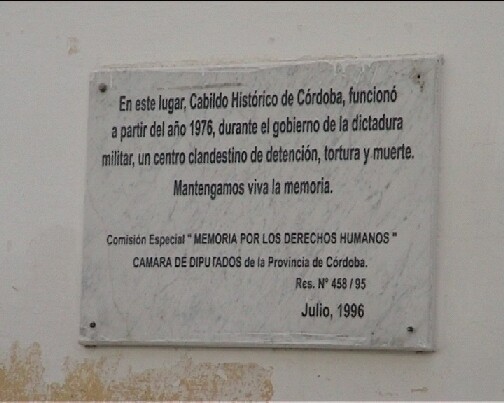 En este lugar, Cabildo Histórico de Córdoba, funcionó
a partir del año 1976, durante el gobierno de la dictadura
militar, un centro clandestino de detención, tortura y muerte.
Mantengamos viva la memoria.
Comisión Especial " MEMORIA POR LOS DERECHOS HUMANOS "
CAMARA DE DIPUTADOS de la Provincia de Córdoba.
Res. Nº 458 / 95
Julio, 1996